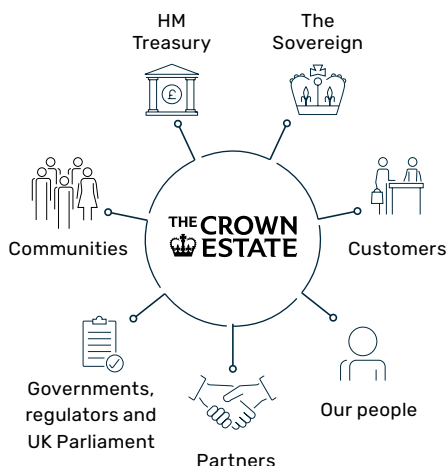 HM
Treasury
The
Sovereign
£
Communities
THE CROWN
ESTATE
Customers
Governments,
regulators and
UK Parliament
Our people
Partners